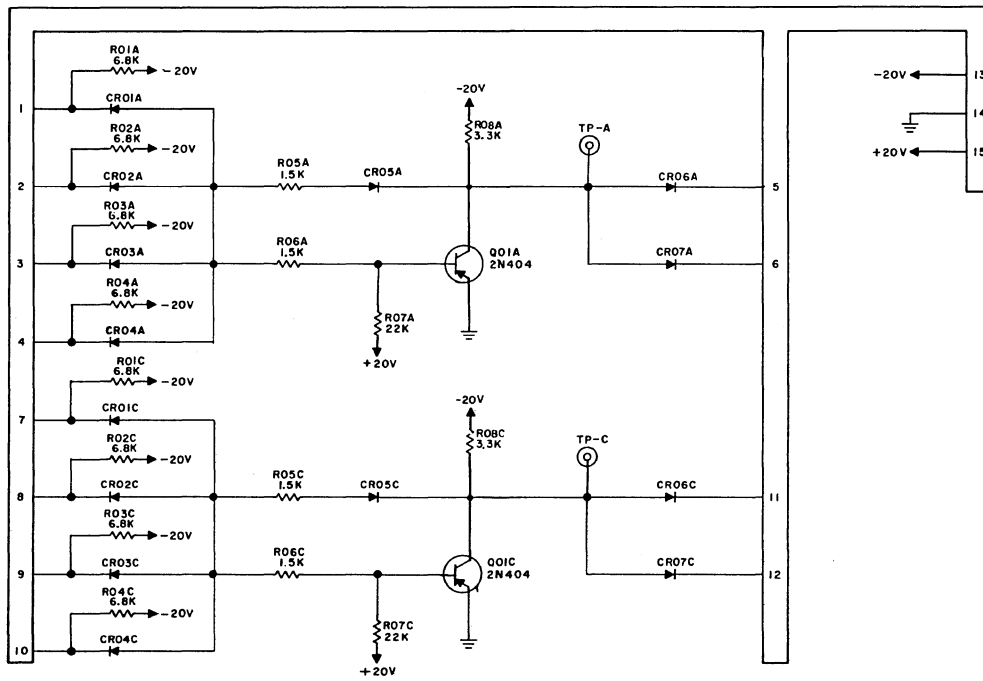 R01A
6.8K
-20V
1
CR01A
R02A
6.8K
-20V
2
CR02A
R03A
6.8K
-20V
3
CR03A
R04A
6.8K
-20V
4
CR04A
R05A
1.5K
CR05A
R06A
1.5K
R07A
22K
+20V
-20V
R08A
3.3K
Q01A
2N404
TP-A
CR06A
5
CR07A
6
R01C
6.8K
-20V
7
CR01C
R02C
6.8K
-20V
8
CR02C
R03C
6.8K
-20V
9
CR03C
R04C
6.8K
-20V
10
CR04C
R05C
1.5K
CR05C
R06C
1.5K
R07C
22K
+20V
-20V
R08C
3.3K
Q01C
2N404
TP-C
CR06C
11
CR07C
12
-20V
13
14
+20V
15